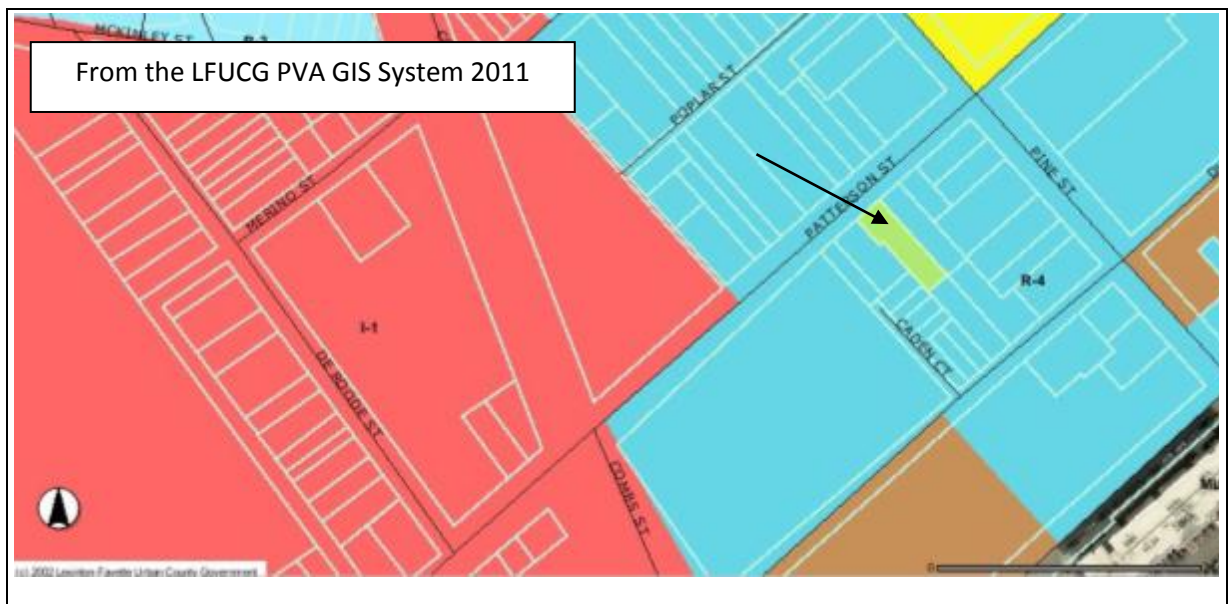 MCKINLEY ST
From the LFUCG PVA GIS System 2011
POPLAR ST
MERINO ST
PATTERSON ST
PINE ST
R-4
I-1
CADEN CT
DE ROODE ST
COMBS ST
(c) 2002 Lexington-Fayette Urban County Government
0